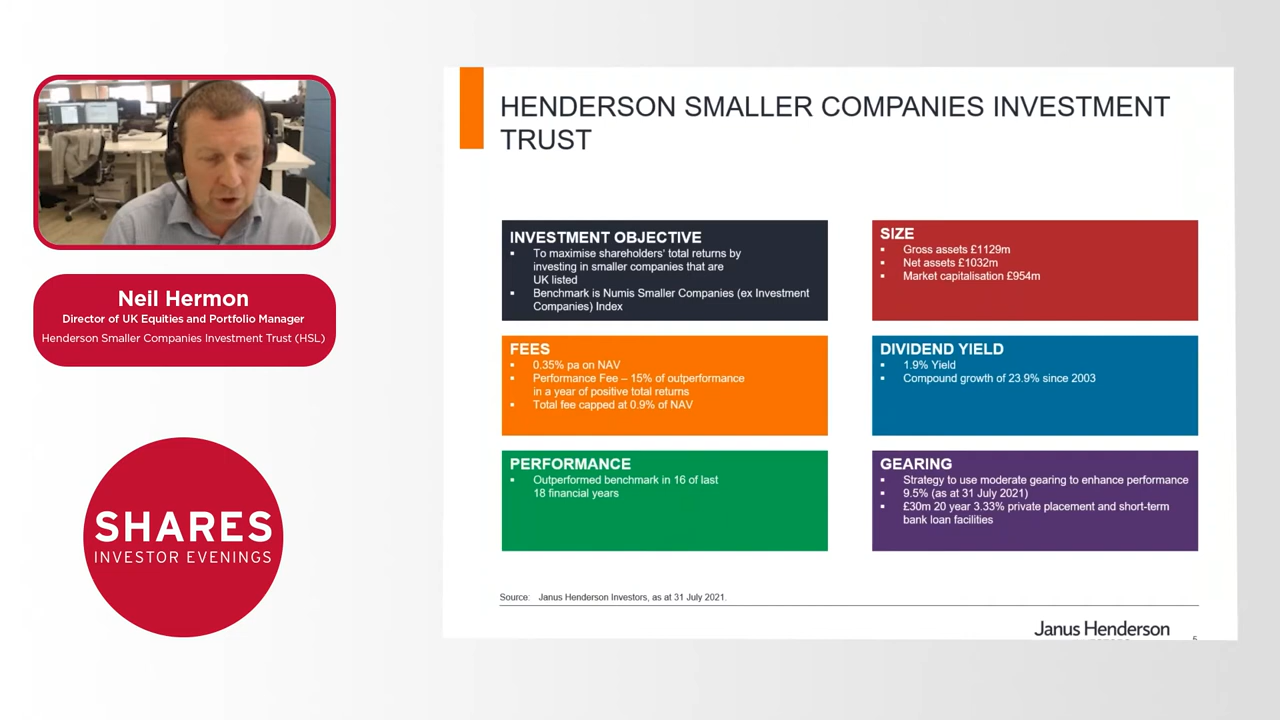 HENDERSON SMALLER COMPANIES INVESTMENT
TRUST
Neil Hermon
Director of UK Equities and Portfolio Manager
Henderson Smaller Companies Investment Trust (HSL)
SHARES
INVESTOR EVENINGS
INVESTMENT OBJECTIVE
▪ To maximise shareholders' total returns by
investing in smaller companies that are
UK listed
▪ Benchmark is Numis Smaller Companies (ex Investment
Companies) Index
SIZE
▪ Gross assets £1129m
▪ Net assets £1032m
▪ Market capitalisation £954m
FEES
▪ 0.35% pa on NAV
▪ Performance Fee – 15% of outperformance
in a year of positive total returns
▪ Total fee capped at 0.9% of NAV
DIVIDEND YIELD
▪ 1.9% Yield
▪ Compound growth of 23.9% since 2003
PERFORMANCE
▪ Outperformed benchmark in 16 of last
18 financial years
GEARING
▪ Strategy to use moderate gearing to enhance performance
▪ 9.5% (as at 31 July 2021)
▪ £30m 20 year 3.33% private placement and short-term
bank loan facilities
Source: Janus Henderson Investors, as at 31 July 2021.
Janus Henderson